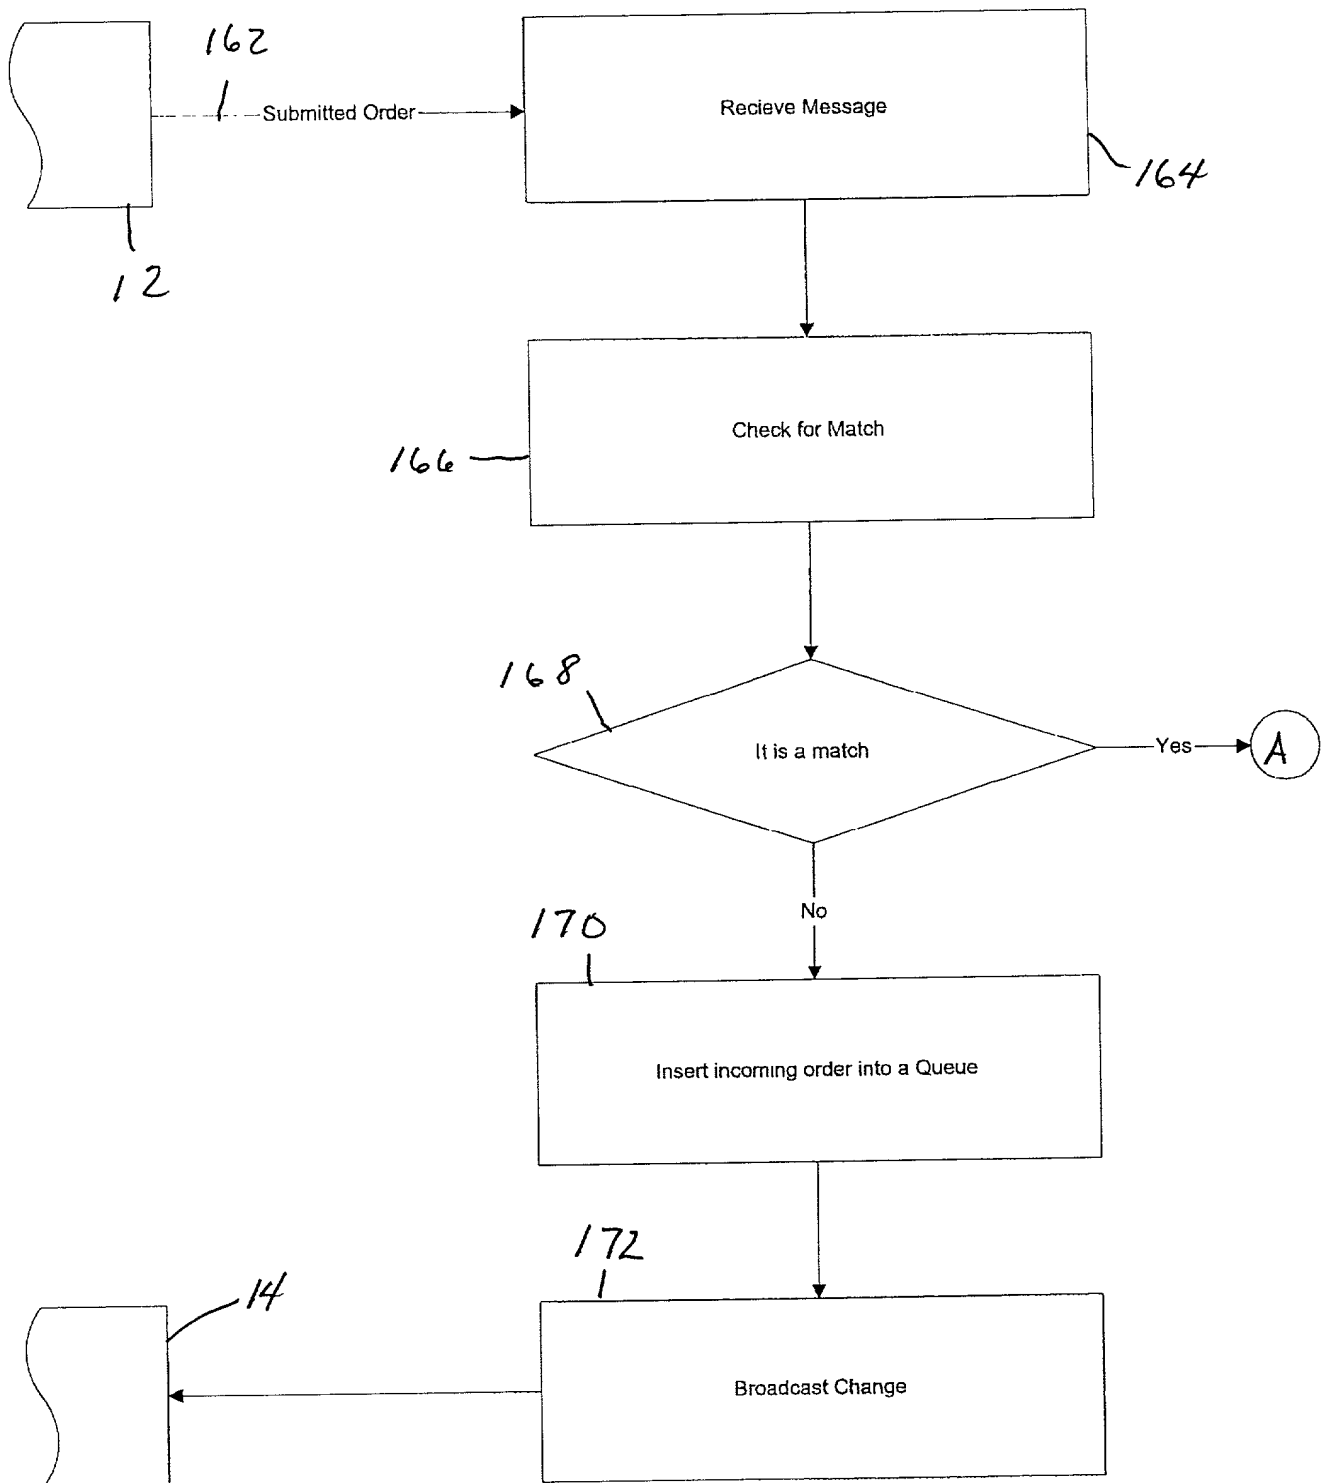 162
Submitted Order
Recieve Message
164
12
Check for Match
166
168
It is a match
Yes
A
No
170
Insert incoming order into a Queue
172
14
Broadcast Change